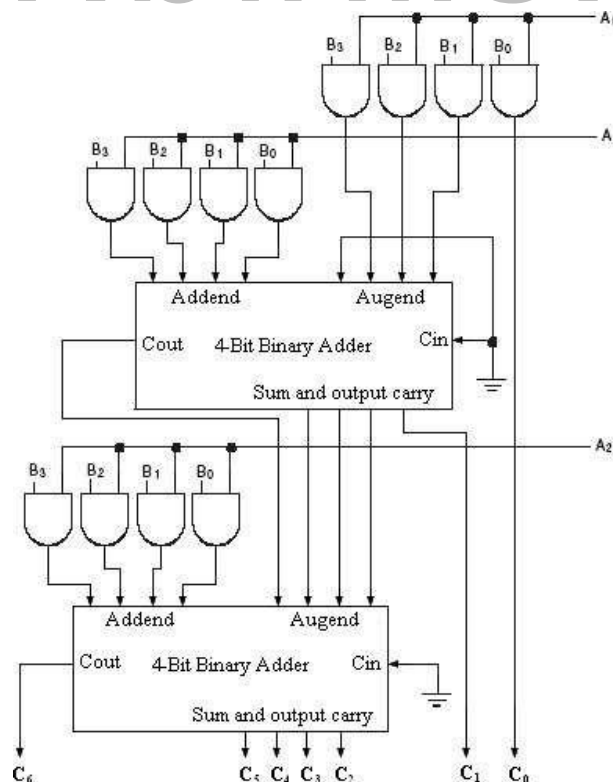 A
B3 B2 B1 B0
A
B3 B2 B1 B0
Addend Augend
Cout 4-Bit Binary Adder Cin
Sum and output carry
A2
B3 B2 B1 B0
Addend Augend
Cout 4-Bit Binary Adder Cin
Sum and output carry
C6 C5 C4 C3 C2 C1 C0